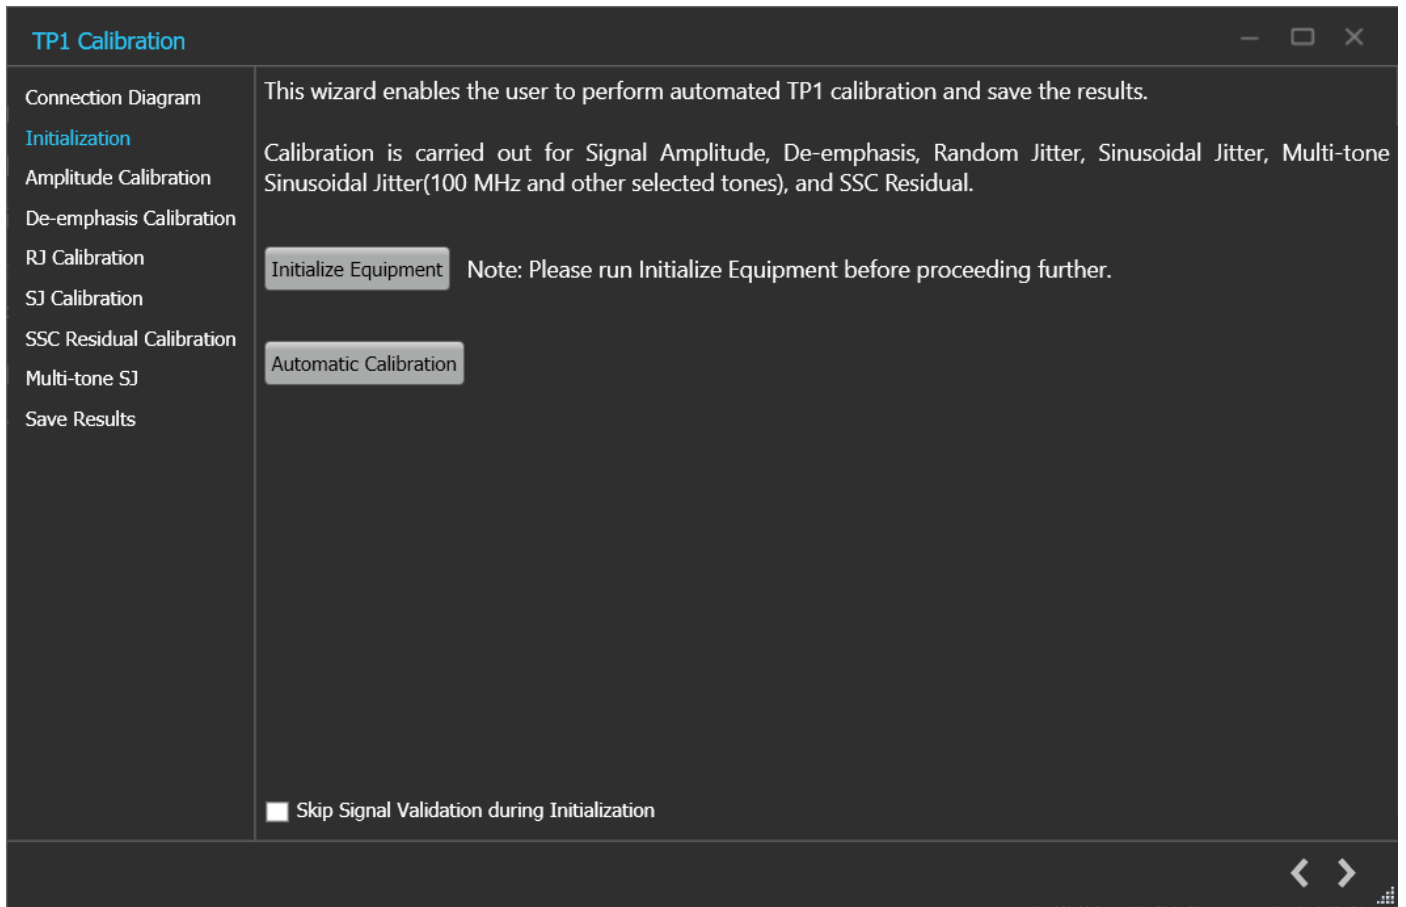 TP1 Calibration
Connection Diagram
Initialization
Amplitude Calibration
De-emphasis Calibration
RJ Calibration
SJ Calibration
SSC Residual Calibration
Multi-tone SJ
Save Results
This wizard enables the user to perform automated TP1 calibration and save the results.
Calibration is carried out for Signal Amplitude, De-emphasis, Random Jitter, Sinusoidal Jitter, Multi-tone
Sinusoidal Jitter(100 MHz and other selected tones), and SSC Residual.
Initialize Equipment Note: Please run Initialize Equipment before proceeding further.
Automatic Calibration
Skip Signal Validation during Initialization